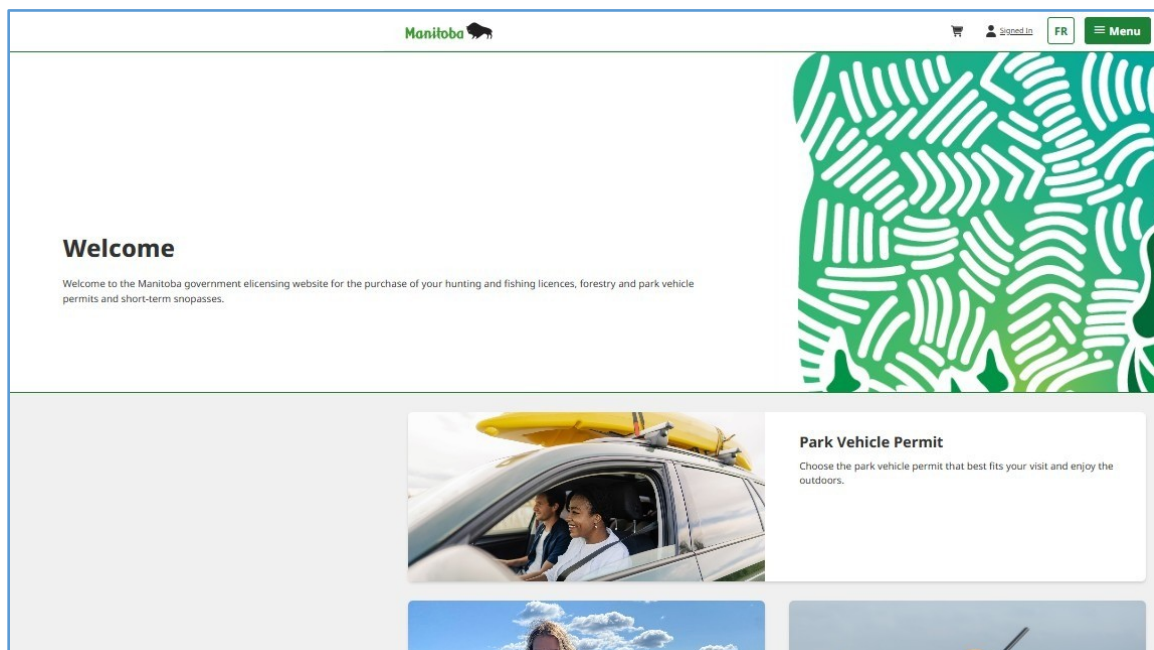 Manitoba
Signed In
FR
Menu
Welcome
Welcome to the Manitoba government elicensing website for the purchase of your hunting and fishing licences, forestry and park vehicle
permits and short-term snopasses.
Park Vehicle Permit
Choose the park vehicle permit that best fits your visit and enjoy the
outdoors.